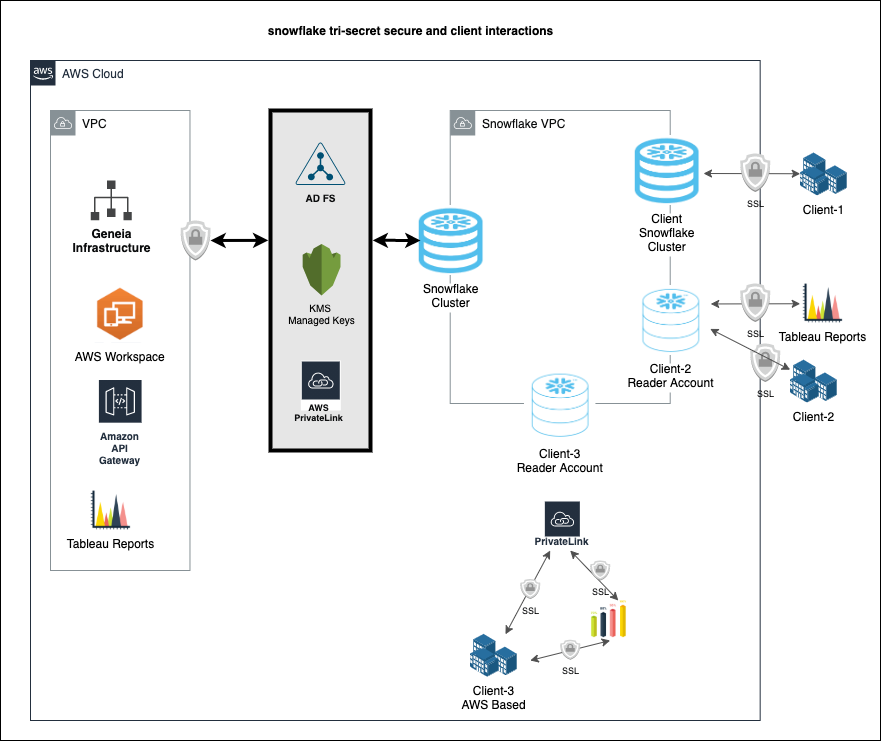 snowflake tri-secret secure and client interactions
aws
AWS Cloud
VPC
Geneia
Infrastructure
AWS Workspace
Amazon
API
Gateway
Tableau Reports
AD FS
KMS
Managed Keys
AWS
PrivateLink
Snowflake VPC
Snowflake
Cluster
Client
Snowflake
Cluster
SSL
Client-1
Client-2
Reader Account
SSL
Tableau Reports
SSL
Client-2
Client-3
Reader Account
PrivateLink
SSL
SSL
SSL
Client-3
AWS Based